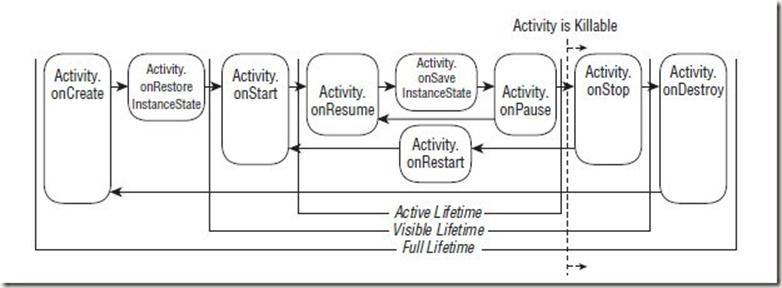 Activity is Killable
Activity.
onCreate
Activity.
onRestore
InstanceState
Activity.
onStart
Activity.
onResume
Activity.
onSave
InstanceState
Activity.
onPause
Activity.
onStop
Activity.
onDestroy
Activity.
onRestart
Active Lifetime
Visible Lifetime
Full Lifetime